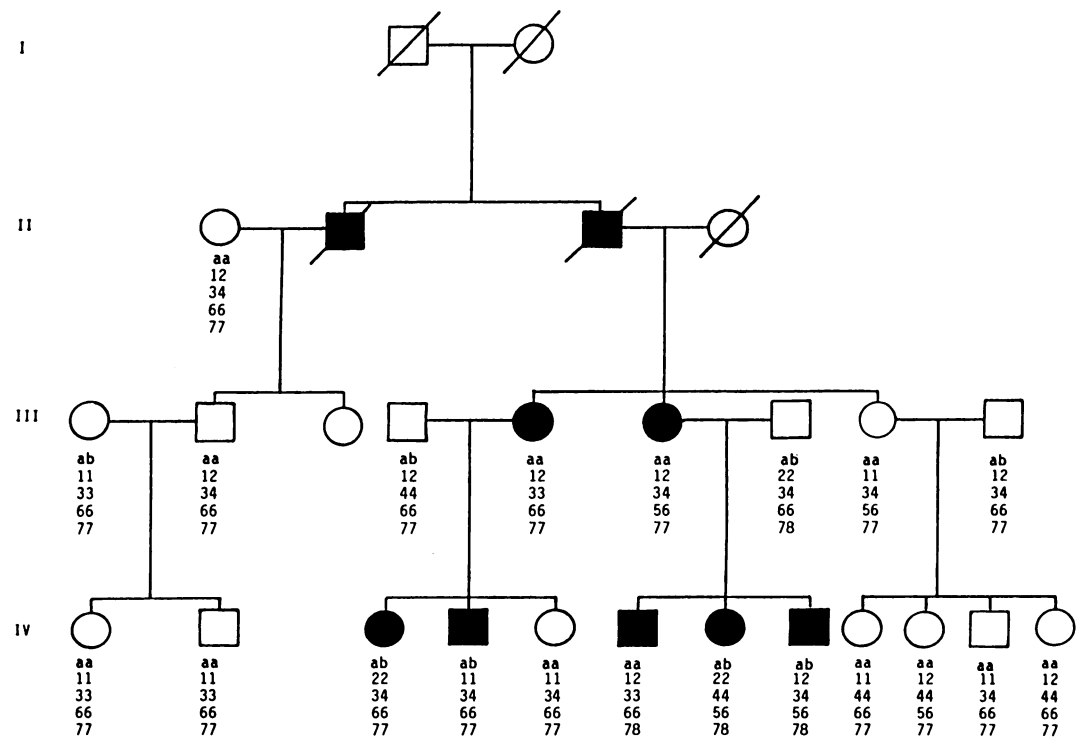 I
II
aa
12
34
66
77
III
ab aa ab aa aa ab aa ab
11 12 12 12 12 22 11 12
33 34 44 33 34 34 34 34
66 66 66 66 56 66 56 66
77 77 77 77 77 78 77 77
IV
aa aa ab ab aa aa ab ab aa aa aa aa
11 11 22 11 11 12 22 12 11 12 11 12
33 33 34 34 34 33 44 34 44 44 34 44
66 66 66 66 66 66 56 56 66 56 66 66
77 77 77 77 77 78 78 78 77 77 77 77